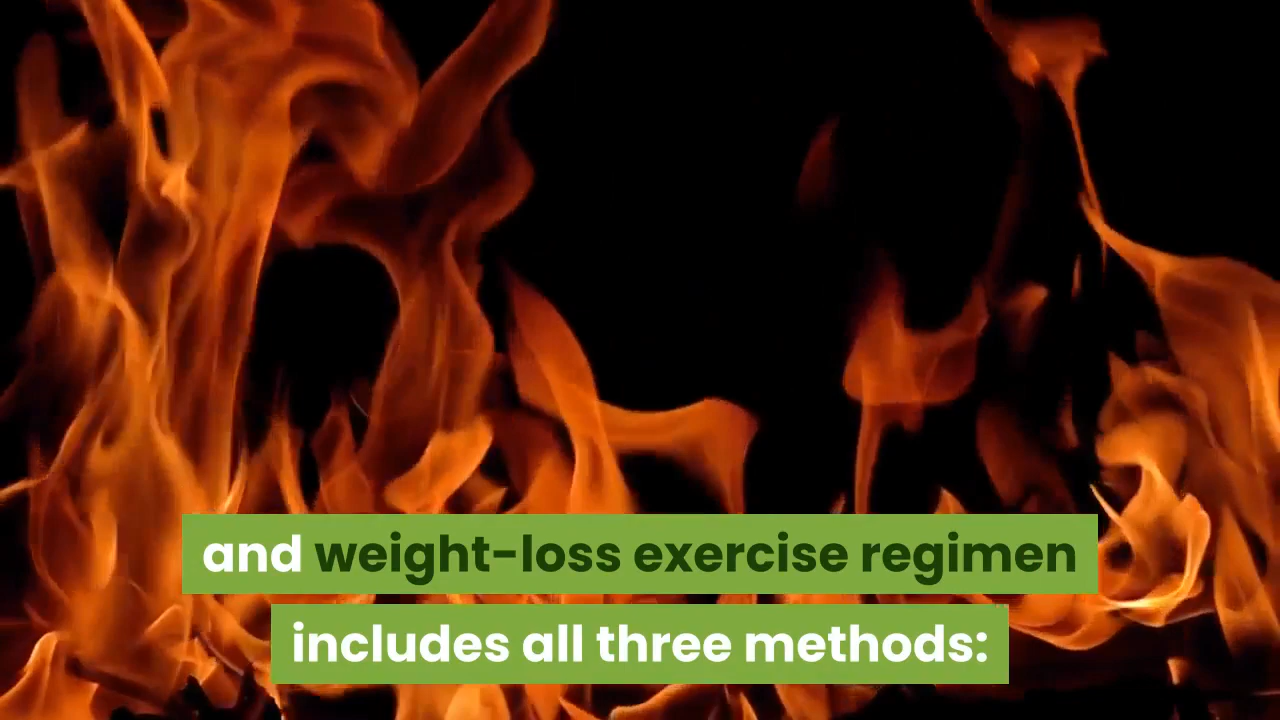 and weight-loss exercise regimen
includes all three methods: